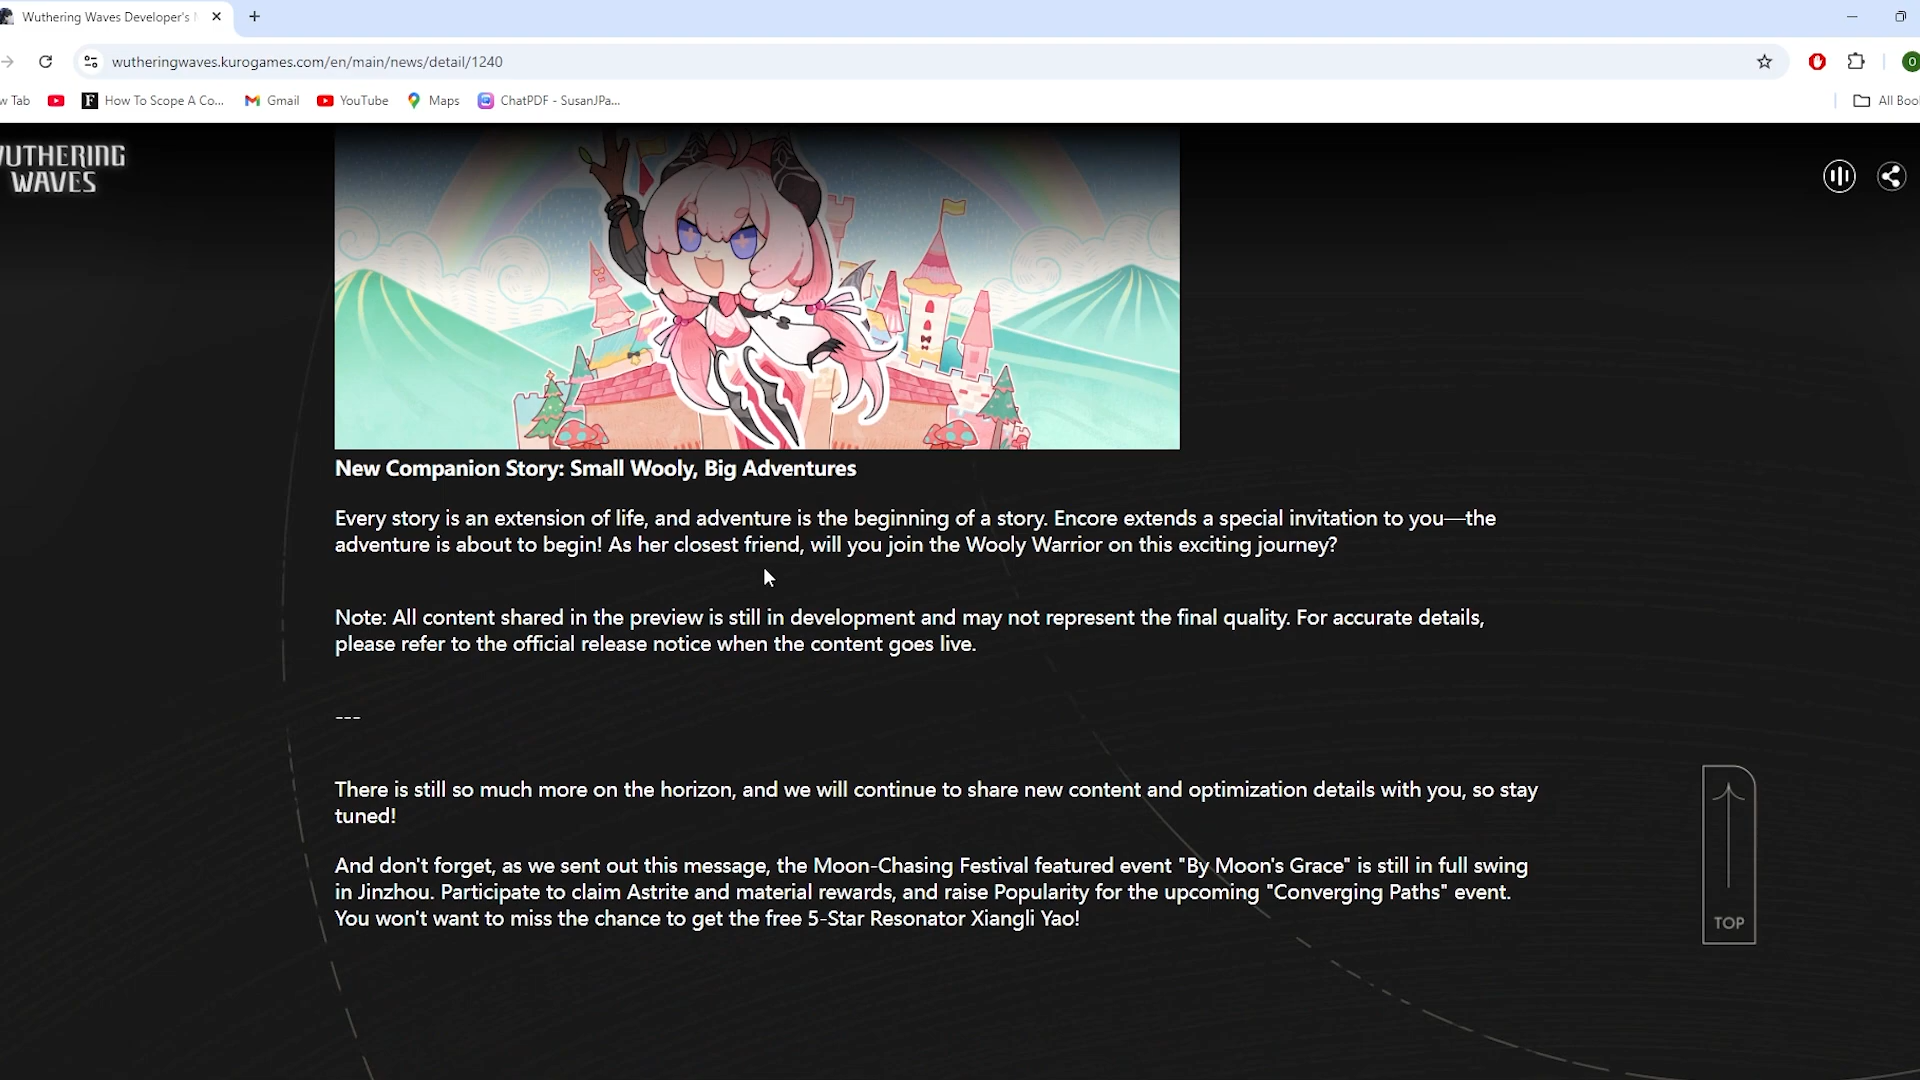 Wuthering Waves Developer's
wutheringwaves.kurogames.com/en/main/news/detail/1240
w Tab
How To Scope A Co...
Gmail
YouTube
Maps
ChatPDF - SusanJPa...
All Boo
WUTHERING
WAVES
New Companion Story: Small Wooly, Big Adventures
Every story is an extension of life, and adventure is the beginning of a story. Encore extends a special invitation to you—the
adventure is about to begin! As her closest friend, will you join the Wooly Warrior on this exciting journey?
Note: All content shared in the preview is still in development and may not represent the final quality. For accurate details,
please refer to the official release notice when the content goes live.
---
There is still so much more on the horizon, and we will continue to share new content and optimization details with you, so stay
tuned!
And don't forget, as we sent out this message, the Moon-Chasing Festival featured event "By Moon's Grace" is still in full swing
in Jinzhou. Participate to claim Astrite and material rewards, and raise Popularity for the upcoming "Converging Paths" event.
You won't want to miss the chance to get the free 5-Star Resonator Xiangli Yao!
TOP